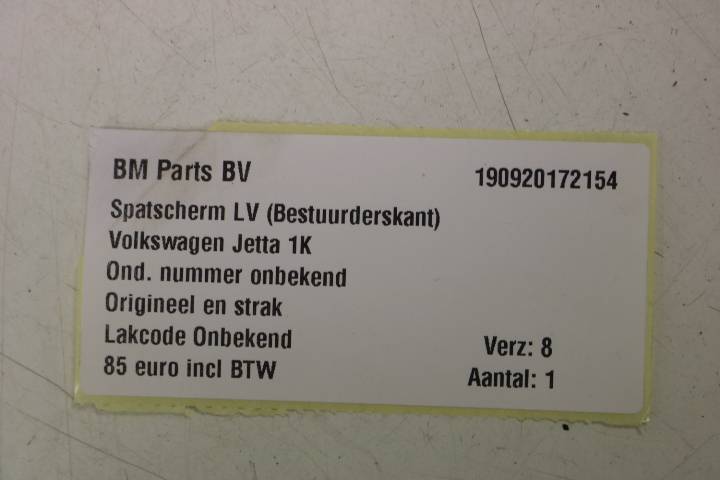 BM Parts BV 190920172154
Spatscherm LV (Bestuurderskant)
Volkswagen Jetta 1K
Ond. nummer onbekend
Origineel en strak
Lakcode Onbekend Verz: 8
85 euro incl BTW Aantal: 1